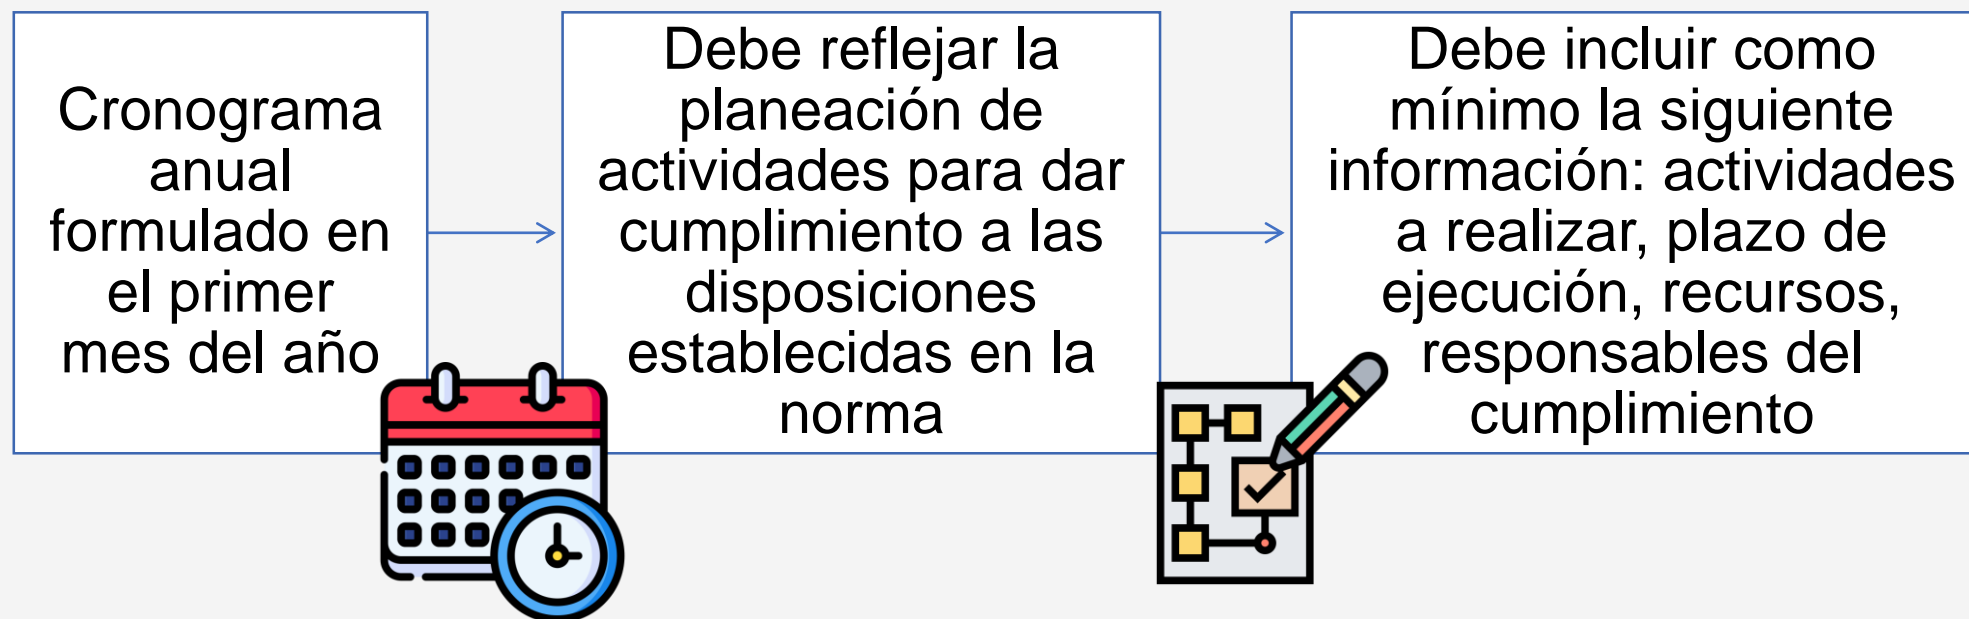 Cronograma
anual
formulado en
el primer
mes del año
Debe reflejar la
planeación de
actividades para dar
cumplimiento a las
disposiciones
establecidas en la
norma
Debe incluir como
mínimo la siguiente
información: actividades
a realizar, plazo de
ejecución, recursos,
responsables del
cumplimiento